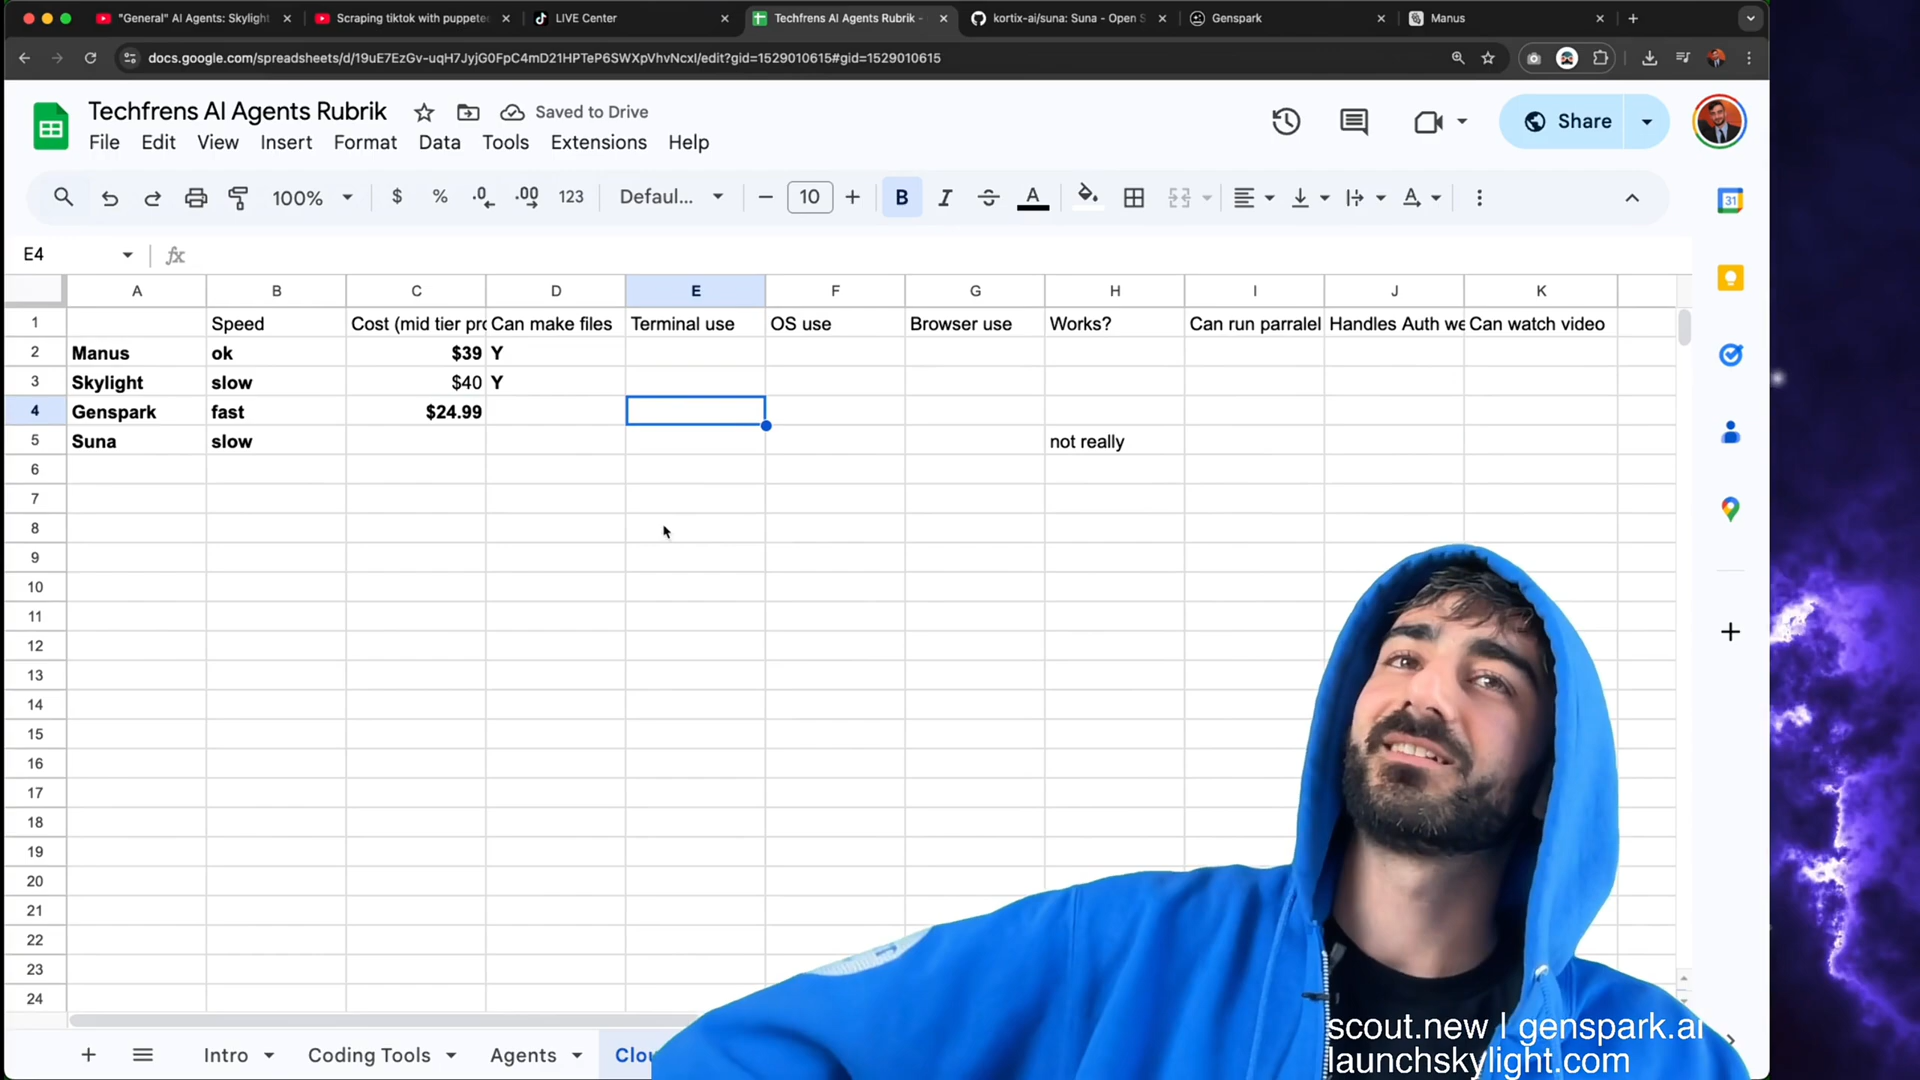 "General" AI Agents: Skylight
Scraping tiktok with puppete
LIVE Center
Techfrens AI Agents Rubrik -
kortix-ai/suna: Suna - Open S
Genspark
Manus
docs.google.com/spreadsheets/d/19uE7EzGv-uqH7JyjG0FpC4mD21HPTeP6SWXpVhvNcxI/edit?gid=1529010615#gid=1529010615
Techfrens AI Agents Rubrik
Saved to Drive
Share
File Edit View Insert Format Data Tools Extensions Help
100% $ % .0 .00 123 Defaul... 10 B I S A A
31
E4 fx
A B C D E F G H I J K
1 Speed Cost (mid tier pro Can make files Terminal use OS use Browser use Works? Can run parralel Handles Auth we Can watch video
2 Manus ok $39 Y
3 Skylight slow $40 Y
4 Genspark fast $24.99
5 Suna slow not really
6
7
8
9
10
11
12
13
14
15
16
17
18
19
20
21
22
23
24
scout.new | genspark.ai
launchskylight.com
Intro Coding Tools Agents Clou